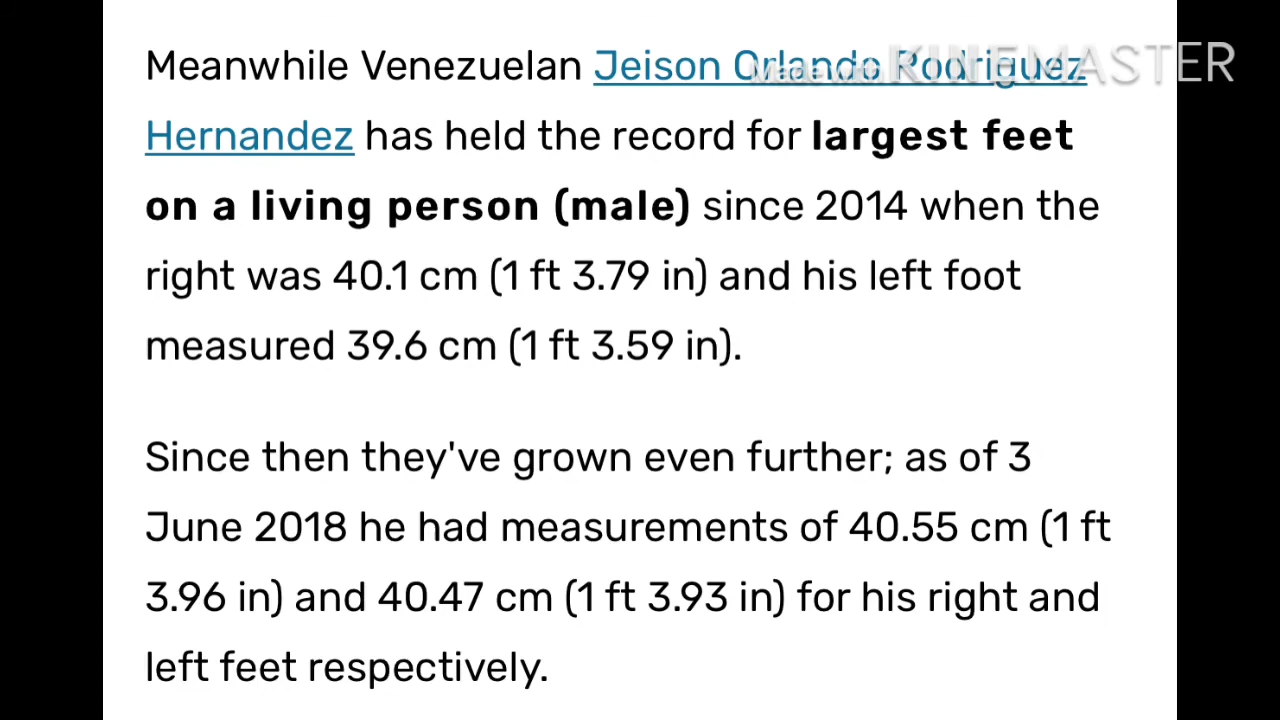 Meanwhile Venezuelan Jeison Orlando Rodriguez
Made with KINEMASTER
Hernandez has held the record for largest feet
on a living person (male) since 2014 when the
right was 40.1 cm (1 ft 3.79 in) and his left foot
measured 39.6 cm (1 ft 3.59 in).
Since then they've grown even further; as of 3
June 2018 he had measurements of 40.55 cm (1 ft
3.96 in) and 40.47 cm (1 ft 3.93 in) for his right and
left feet respectively.